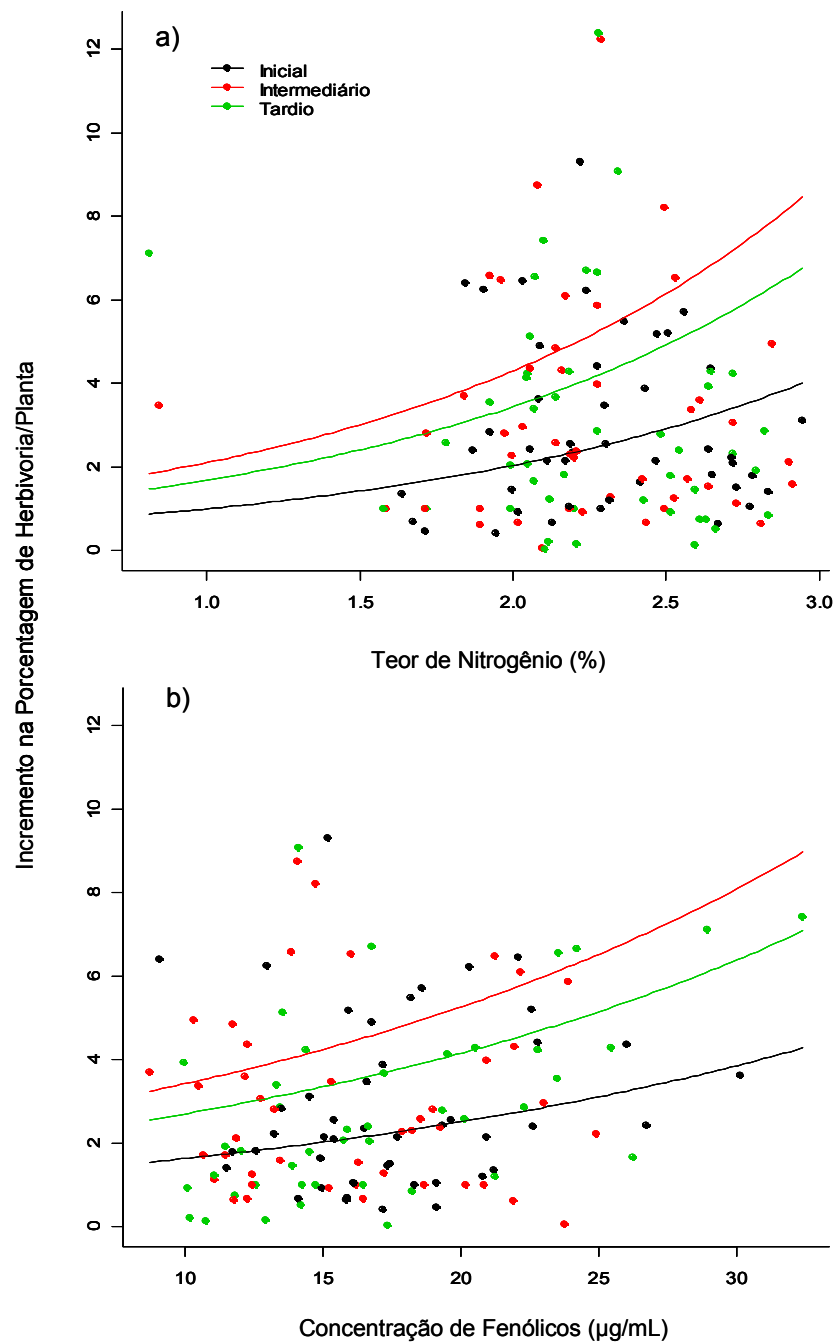 a)
Inicial
Intermediário
Tardio
12
10
8
6
4
2
0
1.0 1.5 2.0 2.5 3.0
Teor de Nitrogênio (%)
Incremento na Porcentagem de Herbivoria/Planta
b)
12
10
8
6
4
2
0
10 15 20 25 30
Concentração de Fenólicos (µg/mL)